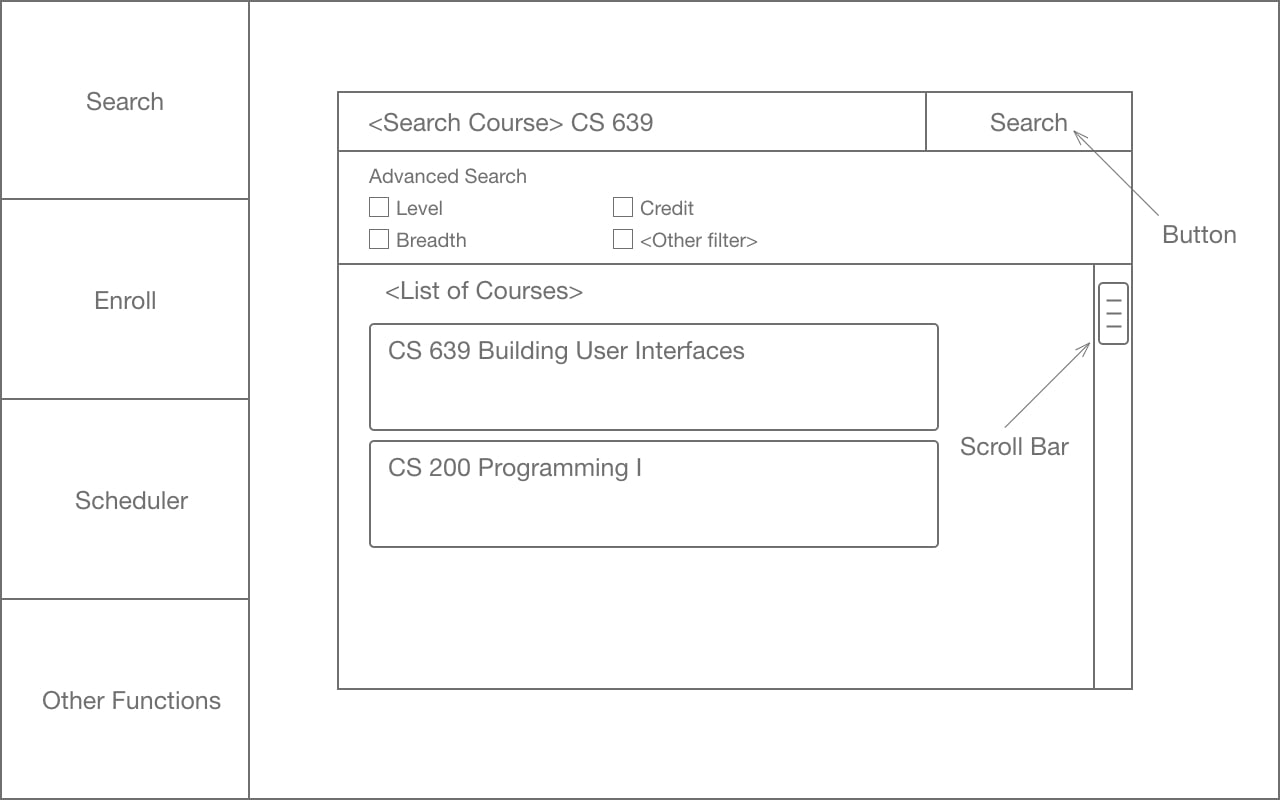 Search
Enroll
Scheduler
Other Functions
<Search Course> CS 639
Search
Advanced Search
Level
Credit
Breadth
<Other filter>
Button
<List of Courses>
CS 639 Building User Interfaces
Scroll Bar
CS 200 Programming I